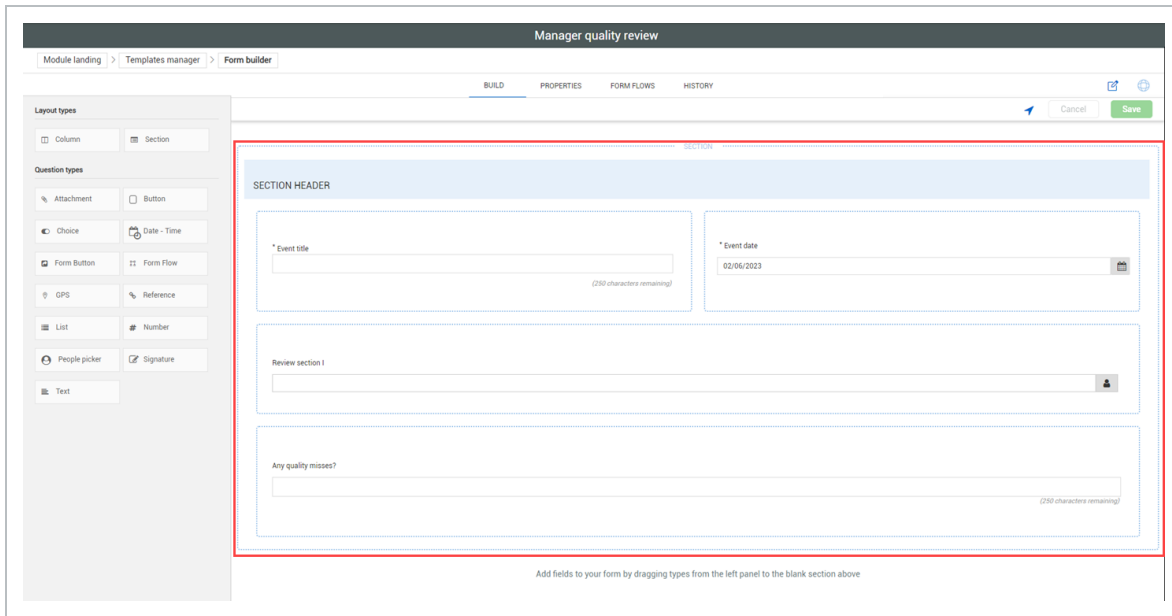 Manager quality review
Module landing > Templates manager > Form builder
BUILD PROPERTIES FORM FLOWS HISTORY
Cancel Save
Layout types
Column Section
Question types
Attachment Button
Choice Date - Time
Form Button Form Flow
GPS Reference
List Number
People picker Signature
Text
SECTION
SECTION HEADER
* Event title
(250 characters remaining)
* Event date
02/06/2023
Review section I
Any quality misses?
(250 characters remaining)
Add fields to your form by dragging types from the left panel to the blank section above